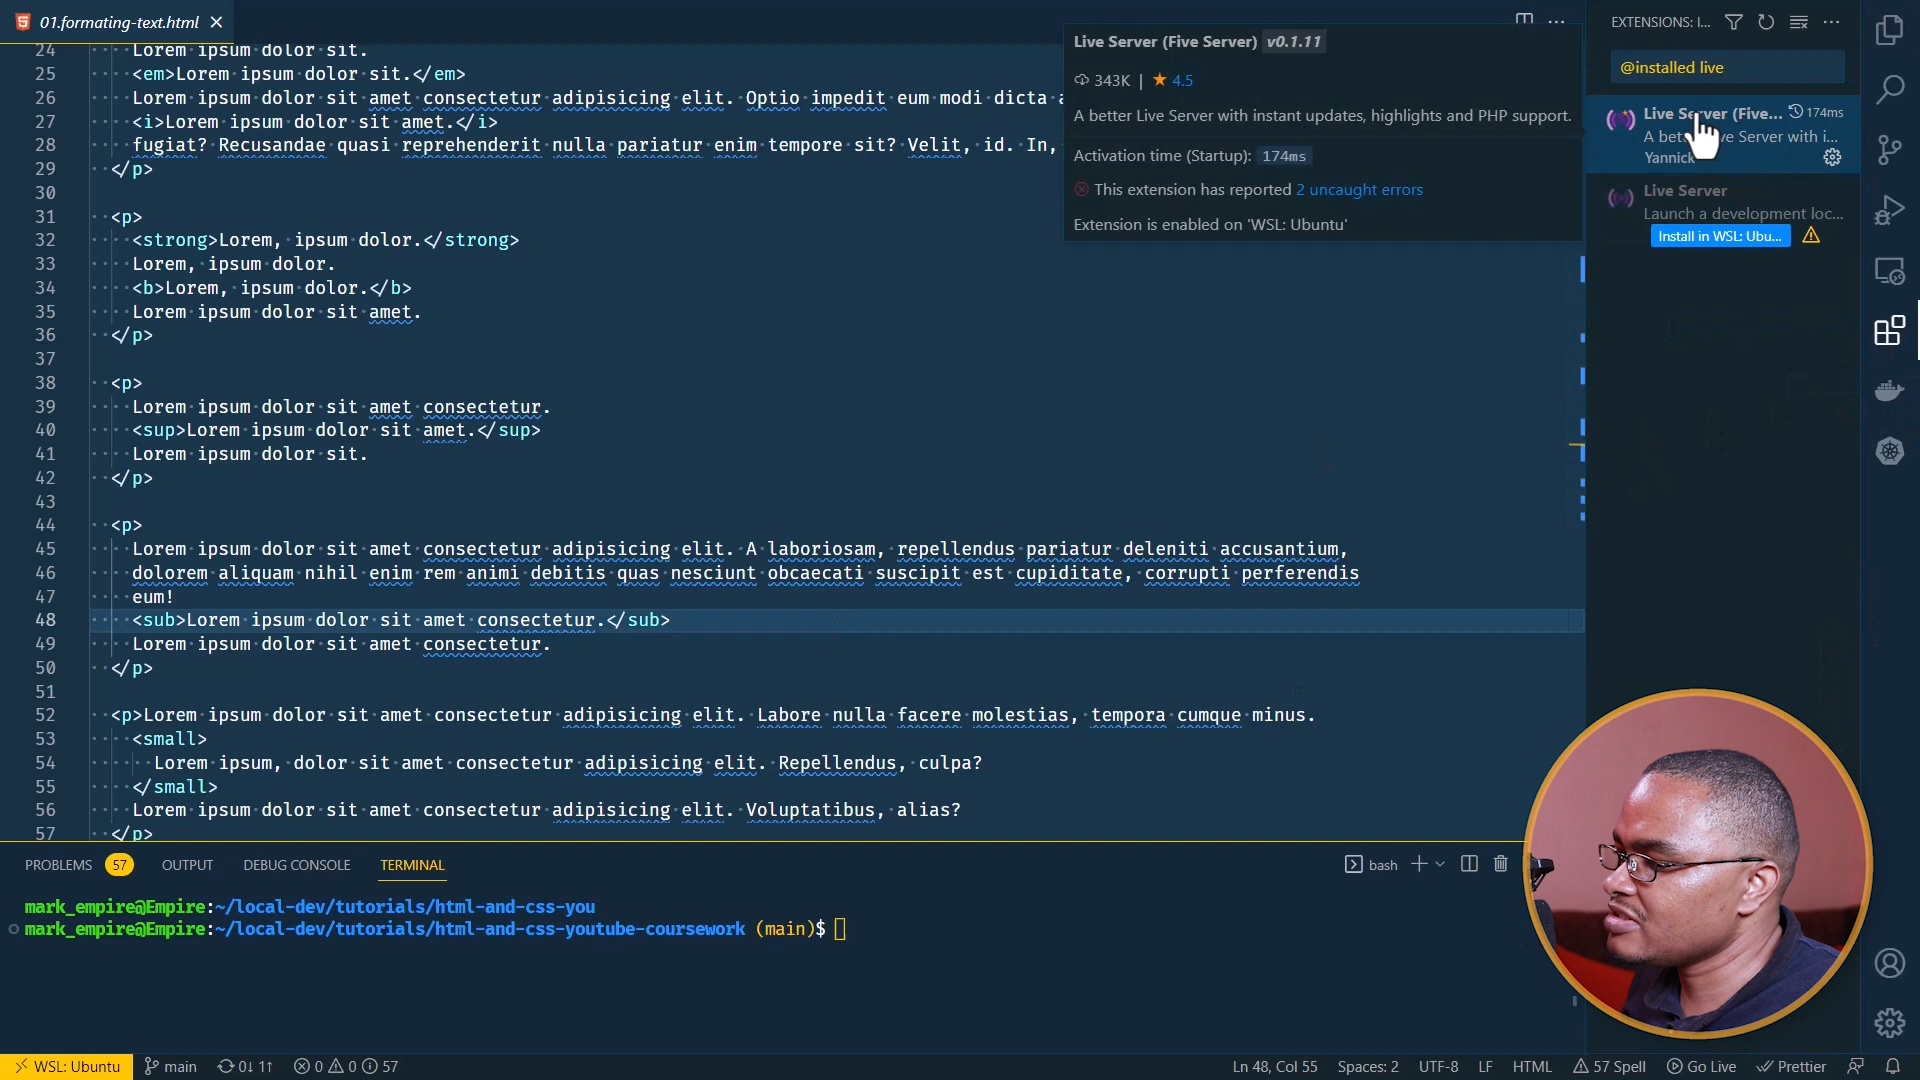 01.formating-text.html
24 Lorem ipsum dolor sit.
25 <em>Lorem ipsum dolor sit.</em>
26 Lorem ipsum dolor sit amet consectetur adipisicing elit. Optio impedit eum modi dicta a
27 <i>Lorem ipsum dolor sit amet.</i>
28 fugiat? Recusandae quasi reprehenderit nulla pariatur enim tempore sit? Velit, id. In,
29 </p>
30
31 <p>
32 <strong>Lorem, ipsum dolor.</strong>
33 Lorem, ipsum dolor.
34 <b>Lorem, ipsum dolor.</b>
35 Lorem ipsum dolor sit amet.
36 </p>
37
38 <p>
39 Lorem ipsum dolor sit amet consectetur.
40 <sup>Lorem ipsum dolor sit amet.</sup>
41 Lorem ipsum dolor sit.
42 </p>
43
44 <p>
45 Lorem ipsum dolor sit amet consectetur adipisicing elit. A laboriosam, repellendus pariatur deleniti accusantium,
46 dolorem aliquam nihil enim rem animi debitis quas nesciunt obcaecati suscipit est cupiditate, corrupti perferendis
47 eum!
48 <sub>Lorem ipsum dolor sit amet consectetur.</sub>
49 Lorem ipsum dolor sit amet consectetur.
50 </p>
51
52 <p>Lorem ipsum dolor sit amet consectetur adipisicing elit. Labore nulla facere molestias, tempora cumque minus.
53 <small>
54 Lorem ipsum, dolor sit amet consectetur adipisicing elit. Repellendus, culpa?
55 </small>
56 Lorem ipsum dolor sit amet consectetur adipisicing elit. Voluptatibus, alias?
57 </p>
Live Server (Five Server) v0.1.11
343K | ★ 4.5
A better Live Server with instant updates, highlights and PHP support.
Activation time (Startup): 174ms
This extension has reported 2 uncaught errors
Extension is enabled on 'WSL: Ubuntu'
EXTENSIONS: I...
@installed live
Live Server (Five... 174ms
A bet ve Server with i...
Yannick
Live Server
Launch a development loc...
Install in WSL: Ubu...
PROBLEMS 57 OUTPUT DEBUG CONSOLE TERMINAL
bash
mark_empire@Empire:~/local-dev/tutorials/html-and-css-you
mark_empire@Empire:~/local-dev/tutorials/html-and-css-youtube-coursework (main)$
WSL: Ubuntu main 0↓ 1↑ 0 0 57
Ln 48, Col 55 Spaces: 2 UTF-8 LF HTML 57 Spell Go Live Prettier